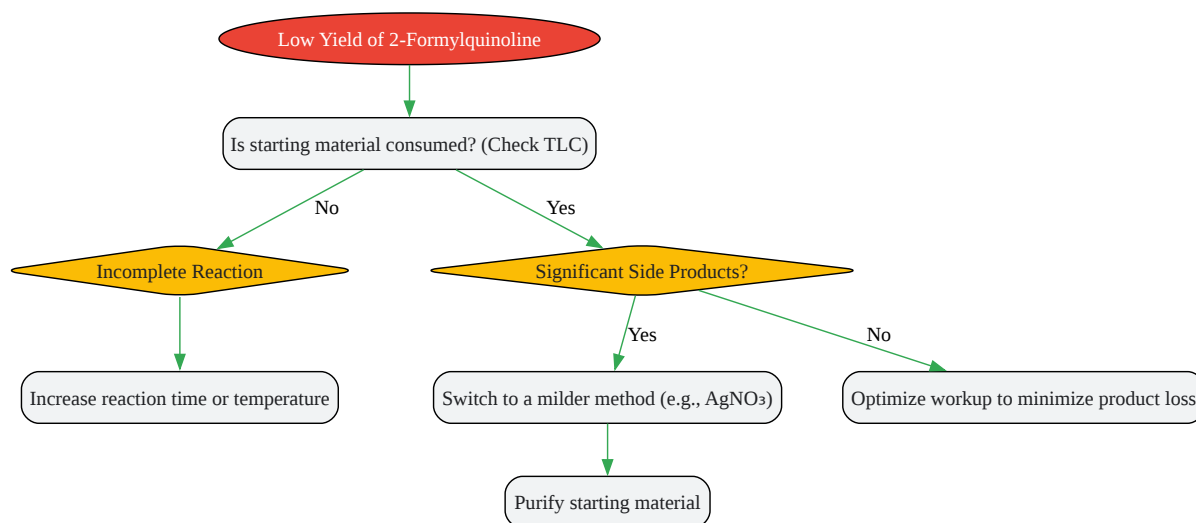 Low Yield of 2-Formylquinoline
Is starting material consumed? (Check TLC)
No
Yes
Incomplete Reaction
Significant Side Products?
Yes
No
Increase reaction time or temperature
Switch to a milder method (e.g., AgNO₃)
Optimize workup to minimize product loss
Purify starting material